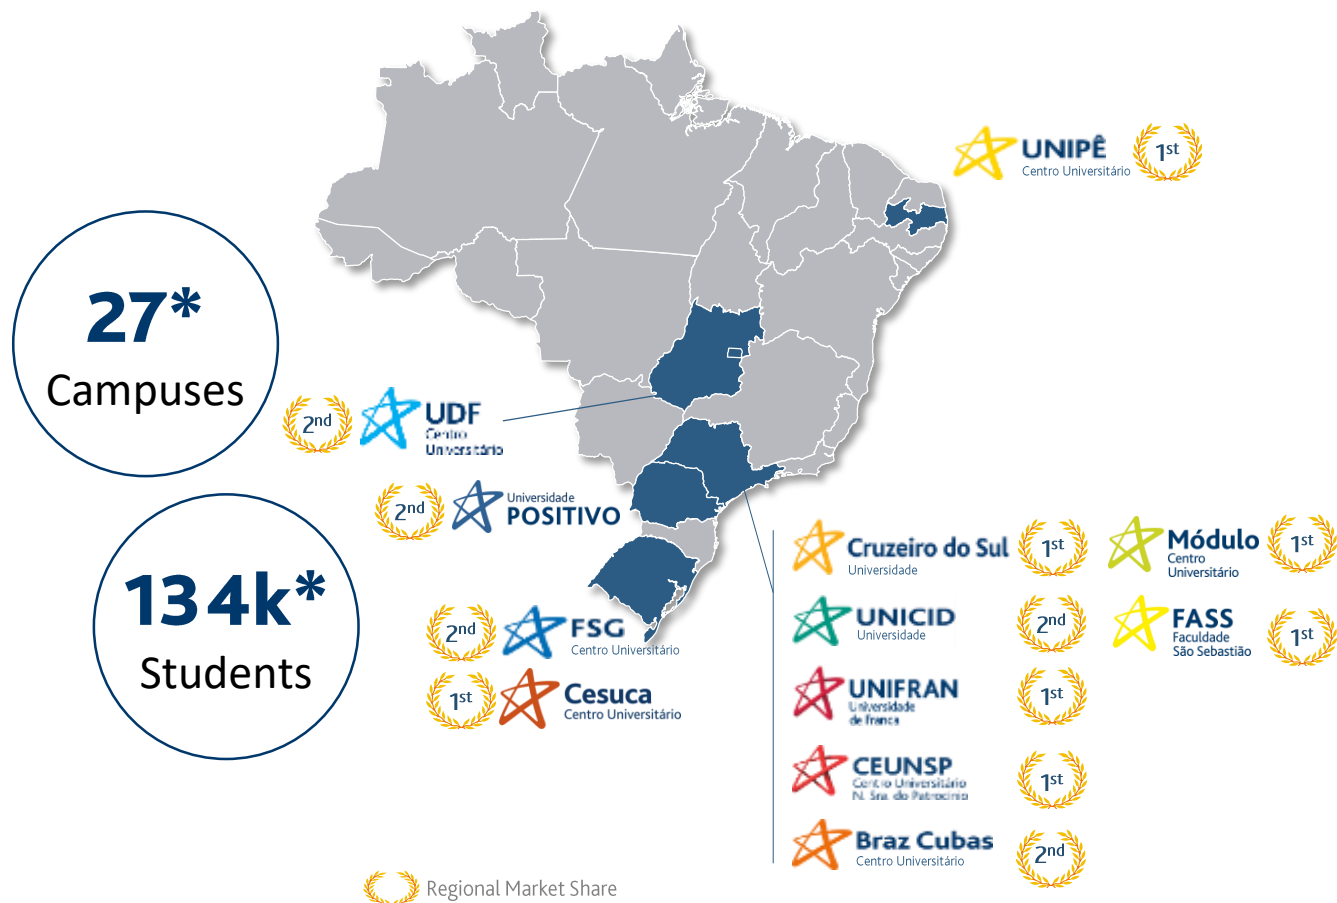 UNIPÊ
Centro Universitário
1st
27*
Campuses
2nd
UDF
Centro
Universitário
2nd
Universidade
POSITIVO
134k*
Students
2nd
FSG
Centro Universitário
1st
Cesuca
Centro Universitário
Cruzeiro do Sul
Universidade
1st
Módulo
Centro
Universitário
1st
UNICID
Universidade
2nd
FASS
Faculdade
São Sebastião
1st
UNIFRAN
Universidade
de Franca
1st
CEUNSP
Centro Universitário
N. Sra. do Patrocínio
1st
Braz Cubas
Centro Universitário
2nd
Regional Market Share